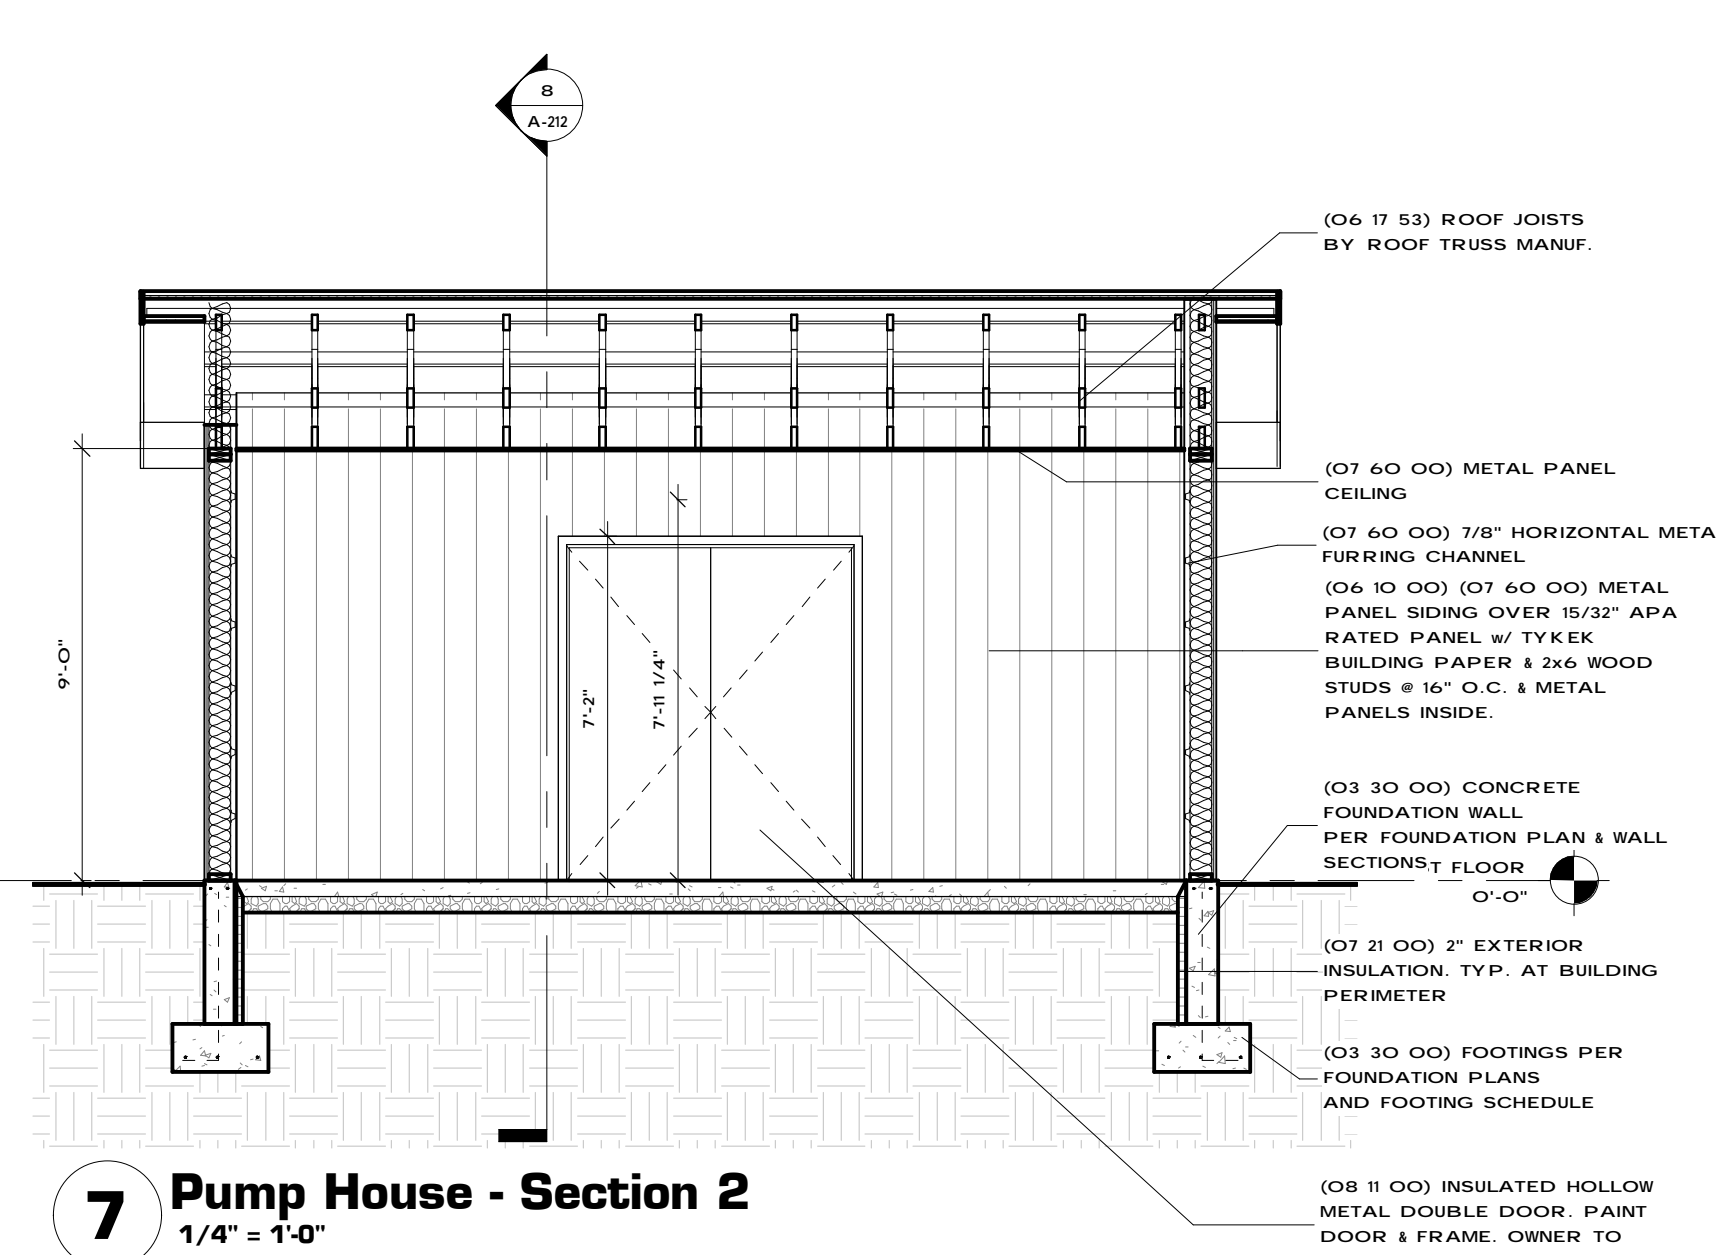 8
A-212
(06 17 53) ROOF JOISTS
BY ROOF TRUSS MANUF.
(07 60 00) METAL PANEL
CEILING
(07 60 00) 7/8" HORIZONTAL META
FURRING CHANNEL
(06 10 00) (07 60 00) METAL
PANEL SIDING OVER 15/32" APA
RATED PANEL w/ TYKEK
BUILDING PAPER & 2x6 WOOD
STUDS @ 16" O.C. & METAL
PANELS INSIDE.
9'-0"
7'-2"
7'-11 1/4"
(03 30 00) CONCRETE
FOUNDATION WALL
PER FOUNDATION PLAN & WALL
SECTIONS.
T FLOOR
0'-0"
(07 21 00) 2" EXTERIOR
INSULATION. TYP. AT BUILDING
PERIMETER
(03 30 00) FOOTINGS PER
FOUNDATION PLANS
AND FOOTING SCHEDULE
(08 11 00) INSULATED HOLLOW
METAL DOUBLE DOOR. PAINT
DOOR & FRAME. OWNER TO
7
Pump House - Section 2
1/4" = 1'-0"